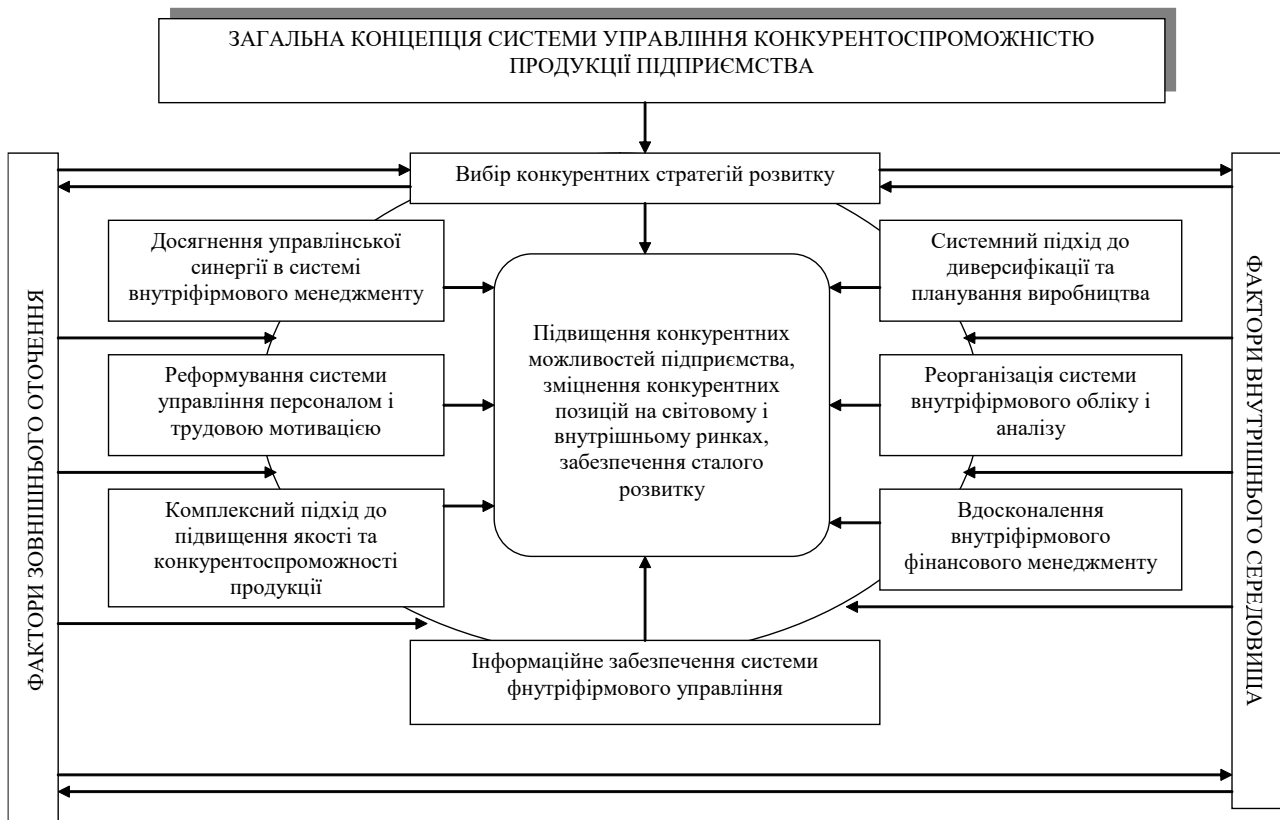 ЗАГАЛЬНА КОНЦЕПЦІЯ СИСТЕМИ УПРАВЛІННЯ КОНКУРЕНТОСПРОМОЖНІСТЮ
ПРОДУКЦІЇ ПІДПРИЄМСТВА
Вибір конкурентних стратегій розвитку
ФАКТОРИ ЗОВНІШНЬОГО ОТОЧЕННЯ
Досягнення управлінської
синергії в системі
внутріфірмового менеджменту
Реформування системи
управління персоналом і
трудовою мотивацією
Комплексний підхід до
підвищення якості та
конкурентоспроможності
продукції
Підвищення конкурентних
можливостей підприємства,
зміцнення конкурентних
позицій на світовому і
внутрішньому ринках,
забезпечення сталого
розвитку
Системний підхід до
диверсифікації та
планування виробництва
Реорганізація системи
внутріфірмового обліку і
аналізу
Вдосконалення
внутріфірмового
фінансового менеджменту
ФАКТОРИ ВНУТРІШНЬОГО СЕРЕДОВИЩА
Інформаційне забезпечення системи
фнутріфірмового управління